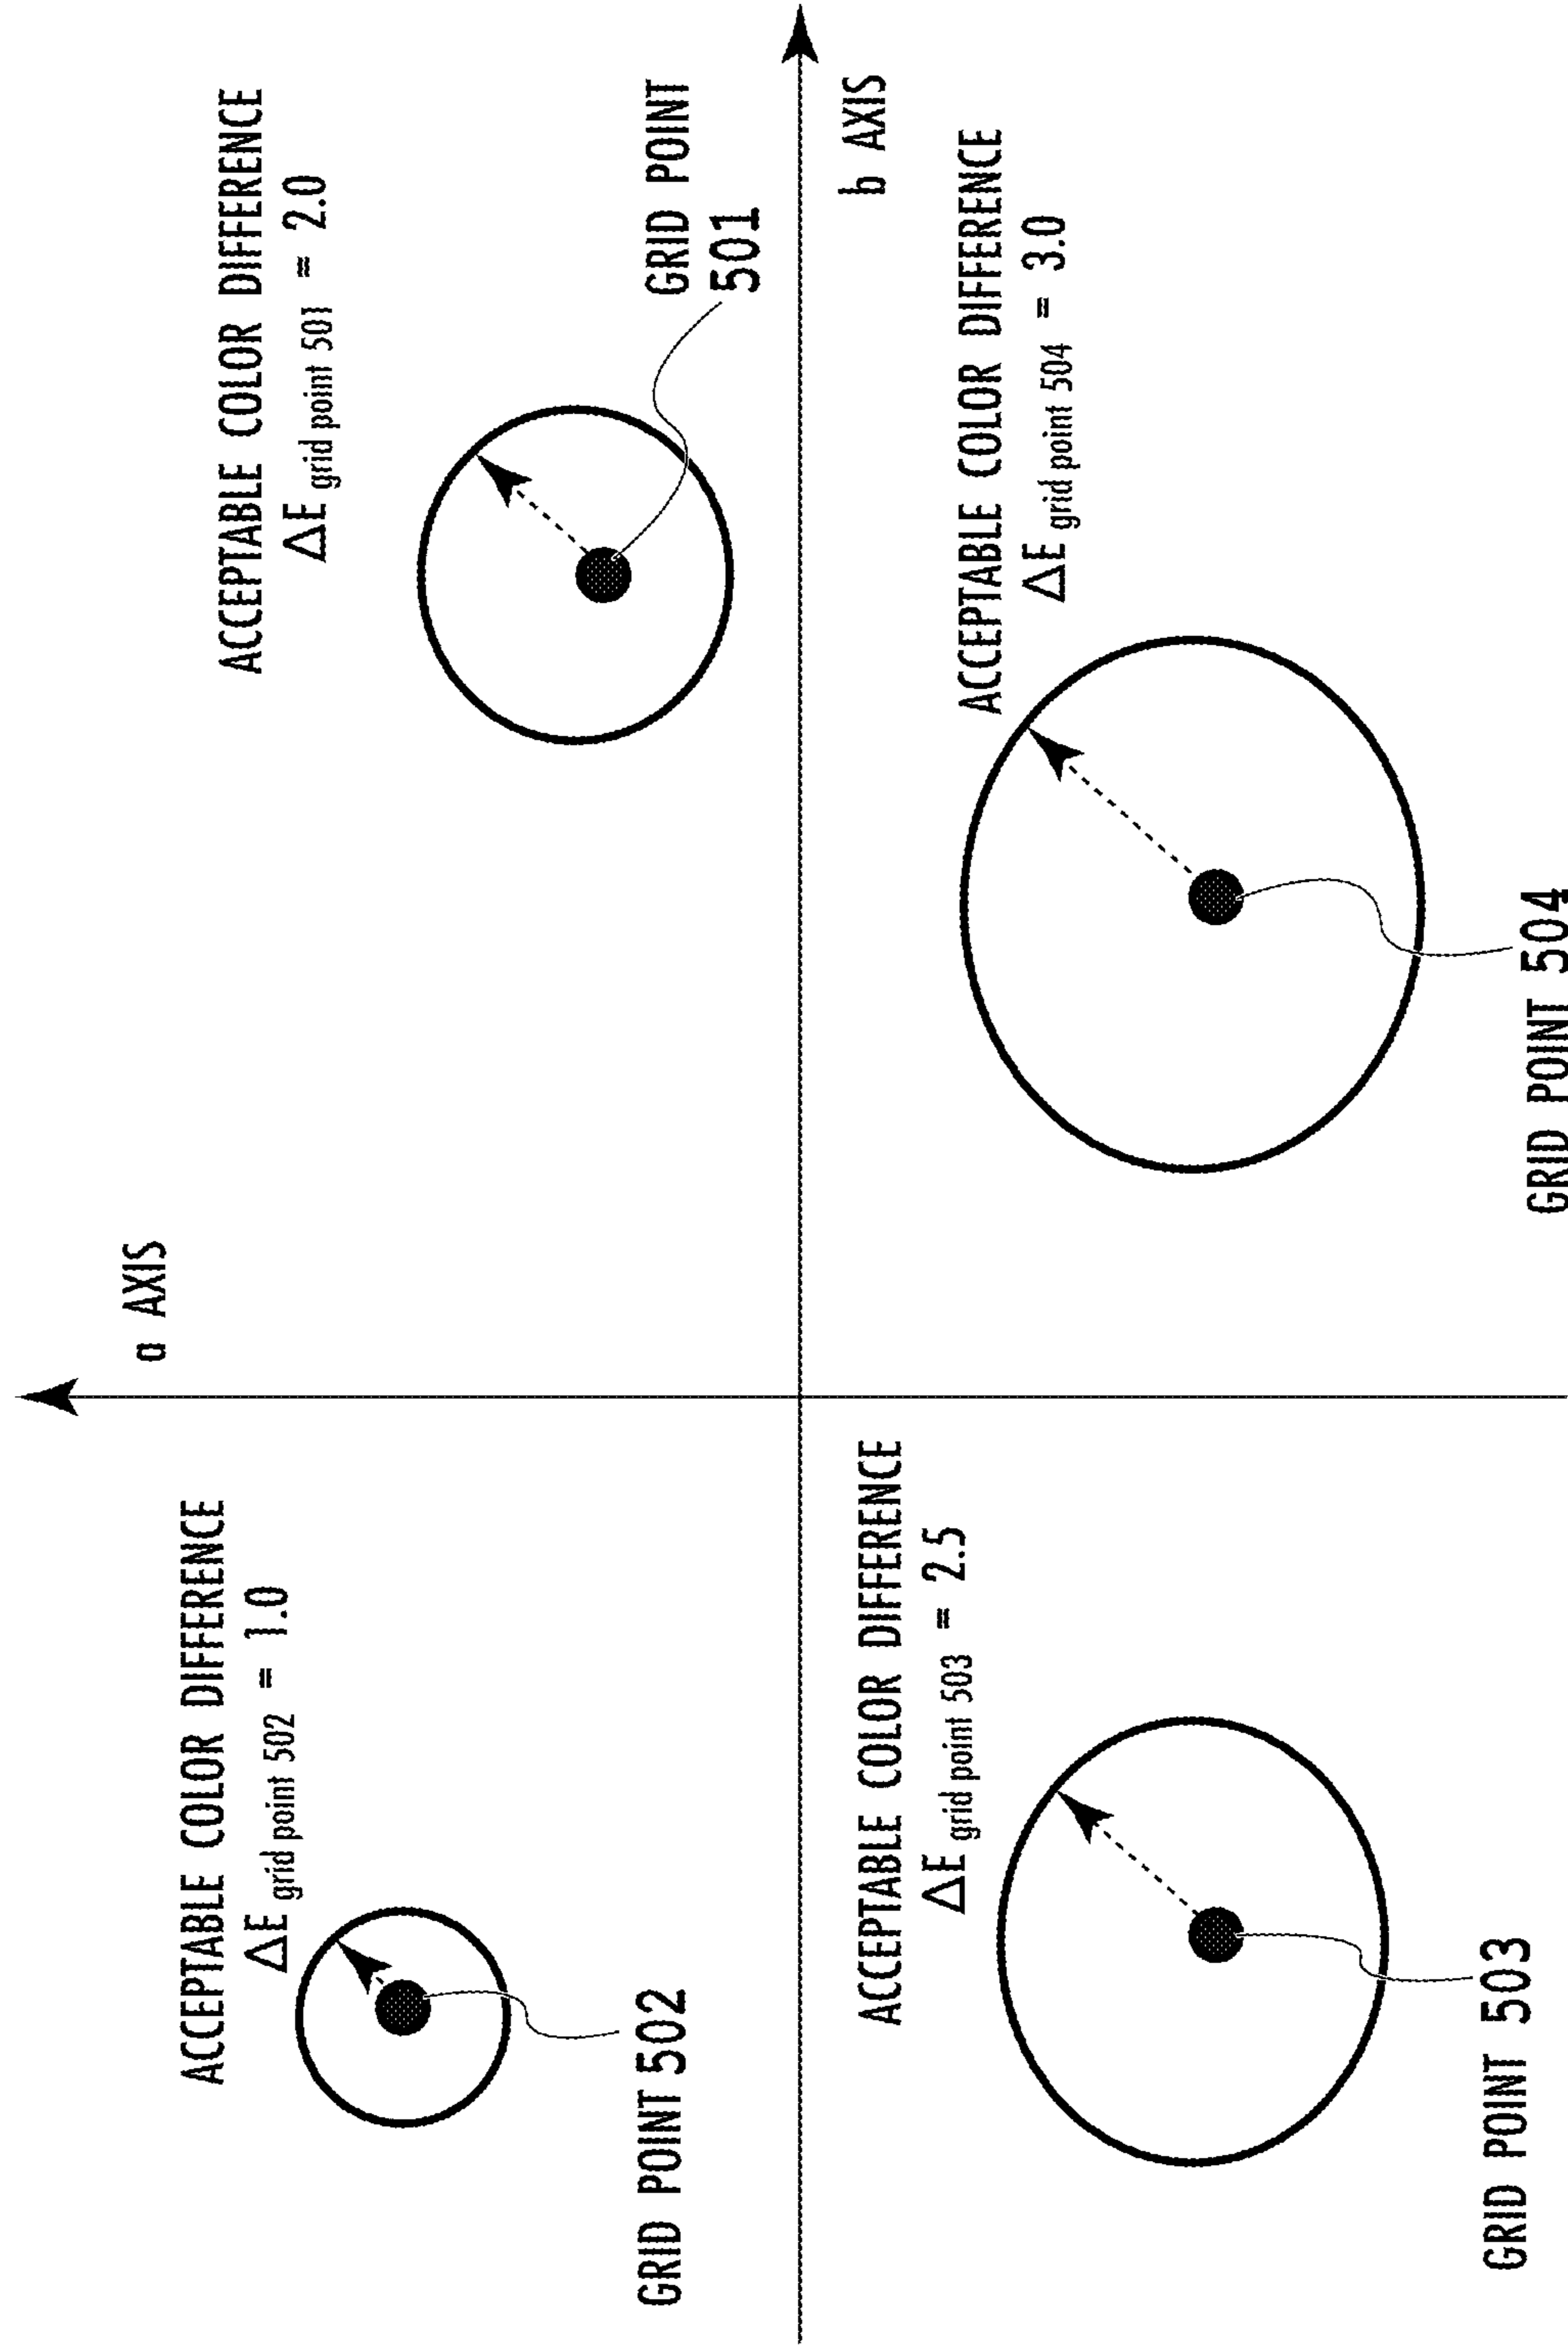 a AXIS
ACCEPTABLE COLOR DIFFERENCE
ΔE grid point 502 = 1.0
GRID POINT 502
ACCEPTABLE COLOR DIFFERENCE
ΔE grid point 501 = 2.0
GRID POINT
501
b AXIS
ACCEPTABLE COLOR DIFFERENCE
ΔE grid point 503 = 2.5
GRID POINT 503
ACCEPTABLE COLOR DIFFERENCE
ΔE grid point 504 = 3.0
GRID POINT 504